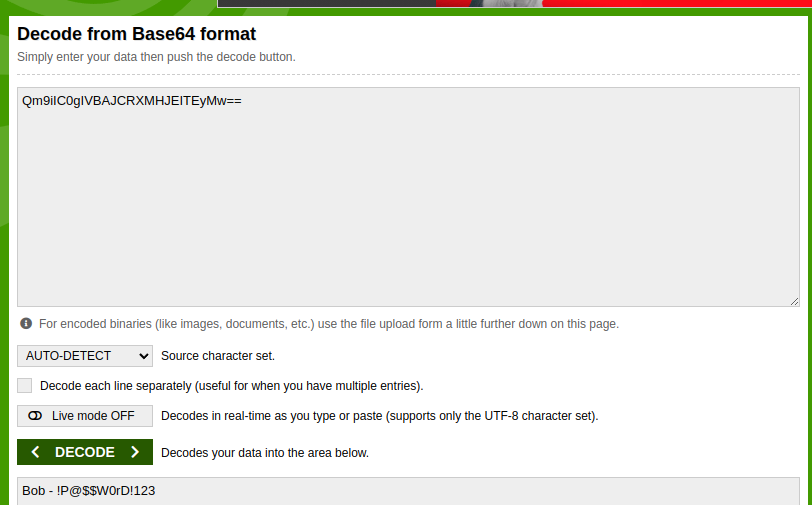 Decode from Base64 format
Simply enter your data then push the decode button.
Qm9iIC0gIVBAJCRXMHJEITEyMw==
For encoded binaries (like images, documents, etc.) use the file upload form a little further down on this page.
AUTO-DETECT Source character set.
Decode each line separately (useful for when you have multiple entries).
Live mode OFF Decodes in real-time as you type or paste (supports only the UTF-8 character set).
< DECODE > Decodes your data into the area below.
Bob - !P@$$W0rD!123